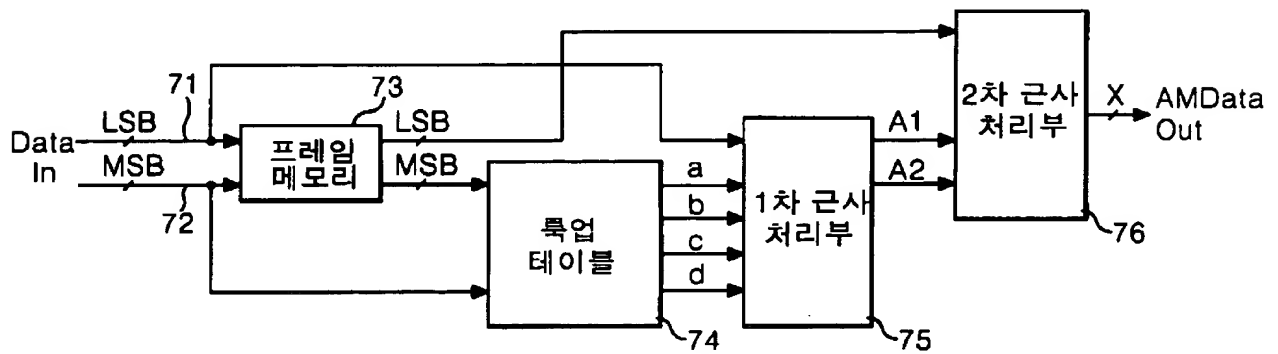 Data
In
LSB
71
MSB
72
73
프레임
메모리
LSB
MSB
룩업
테이블
74
a
b
c
d
1차 근사
처리부
75
A1
A2
2차 근사
처리부
76
X
AMData
Out